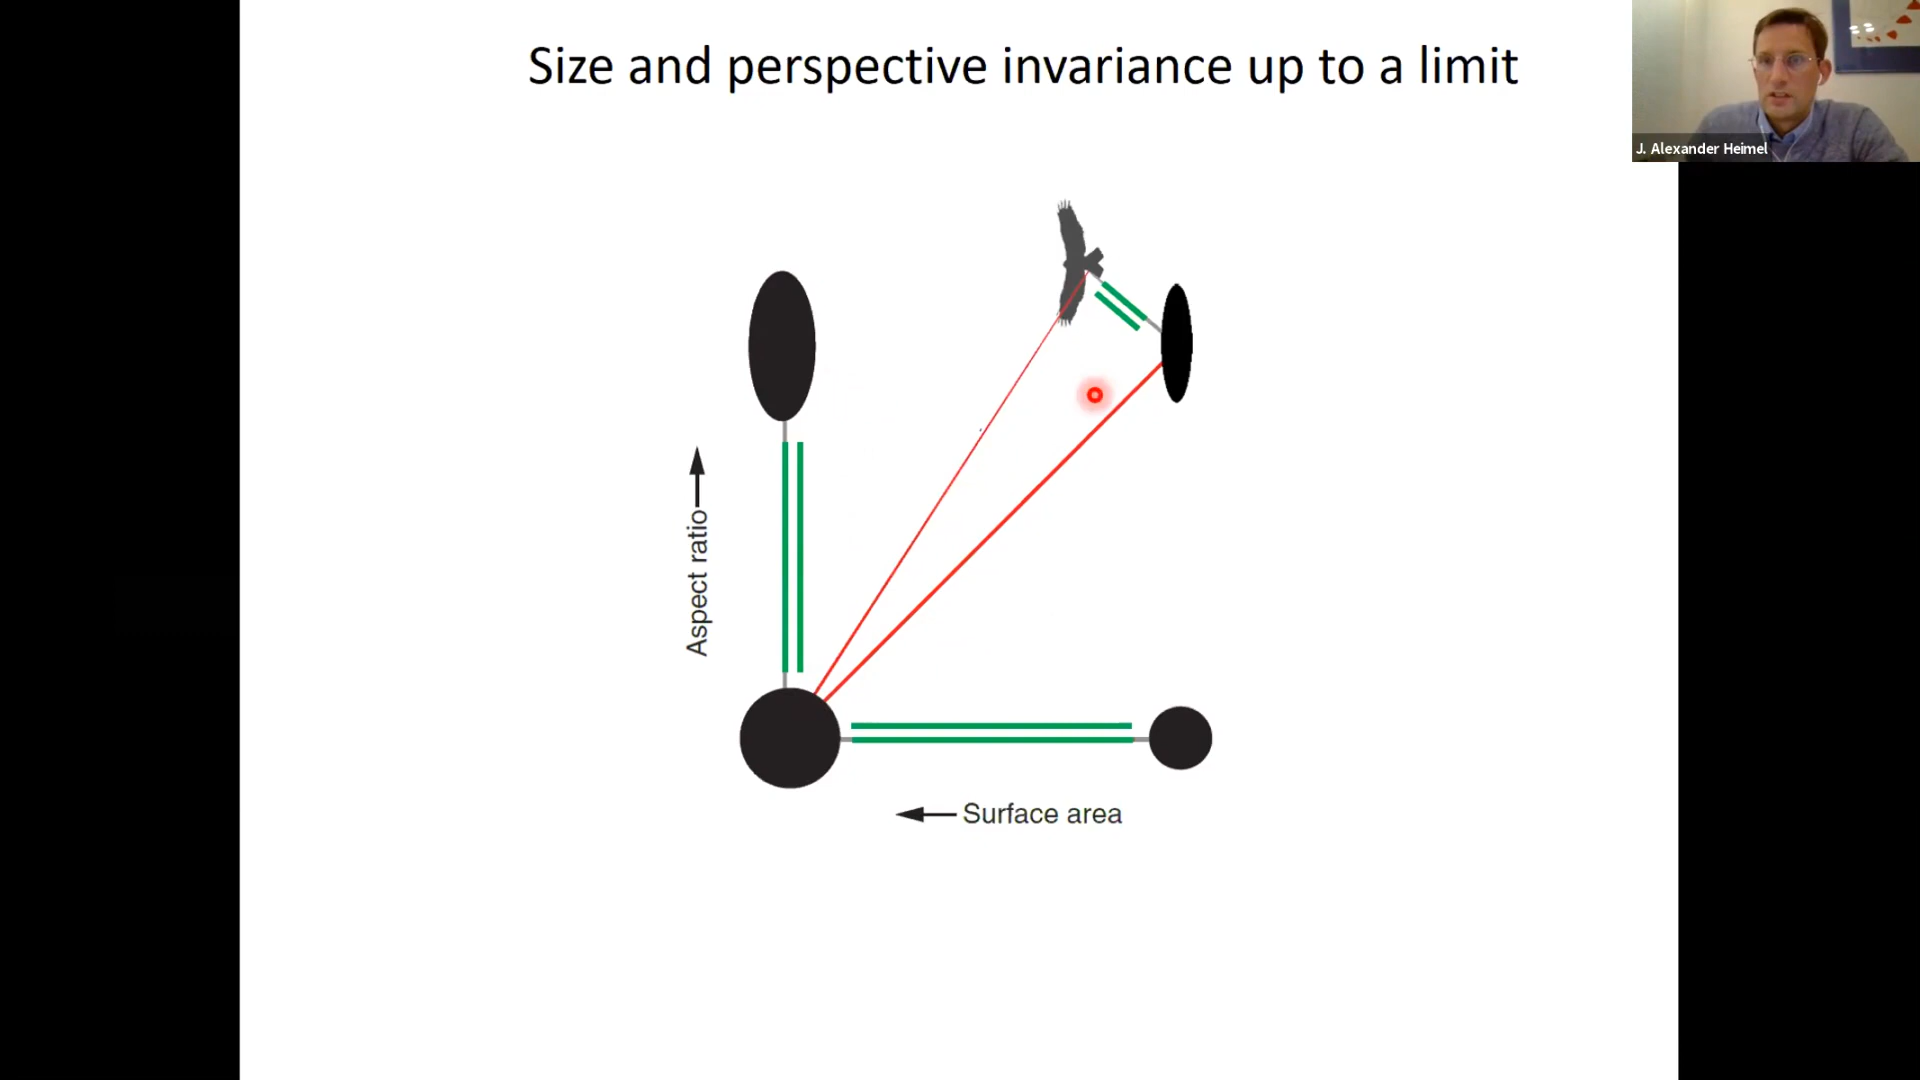 Size and perspective invariance up to a limit
J. Alexander Heimel
Aspect ratio
Surface area